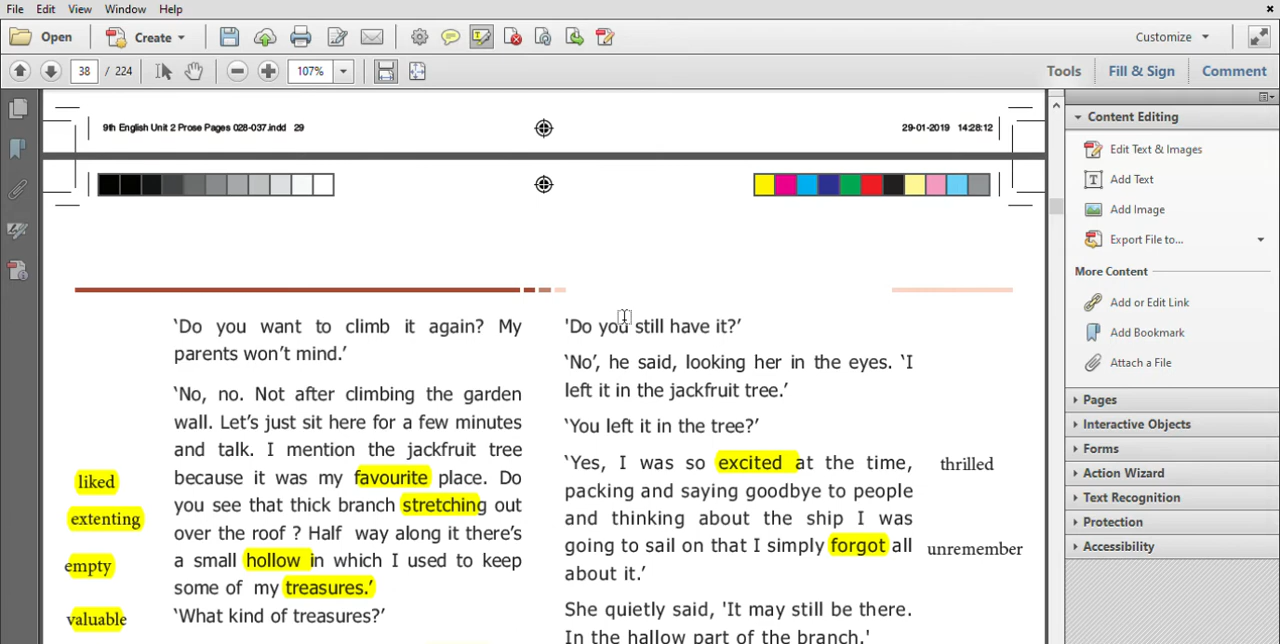 File Edit View Window Help
Open Create Customize
38 / 224 107% Tools Fill & Sign Comment
9th English Unit 2 Prose Pages 028-037.indd 29
29-01-2019 14:28:12
‘Do you want to climb it again? My
parents won’t mind.’
‘No, no. Not after climbing the garden
wall. Let’s just sit here for a few minutes
and talk. I mention the jackfruit tree
because it was my favourite place. Do
you see that thick branch stretching out
over the roof ? Half way along it there’s
a small hollow in which I used to keep
some of my treasures.’
‘What kind of treasures?’
liked
extenting
empty
valuable
'Do you still have it?’
‘No’, he said, looking her in the eyes. ‘I
left it in the jackfruit tree.’
‘You left it in the tree?’
‘Yes, I was so excited at the time,
packing and saying goodbye to people
and thinking about the ship I was
going to sail on that I simply forgot all
about it.’
She quietly said, 'It may still be there.
In the hallow part of the branch.'
thrilled
unremember
Content Editing
Edit Text & Images
Add Text
Add Image
Export File to...
More Content
Add or Edit Link
Add Bookmark
Attach a File
Pages
Interactive Objects
Forms
Action Wizard
Text Recognition
Protection
Accessibility